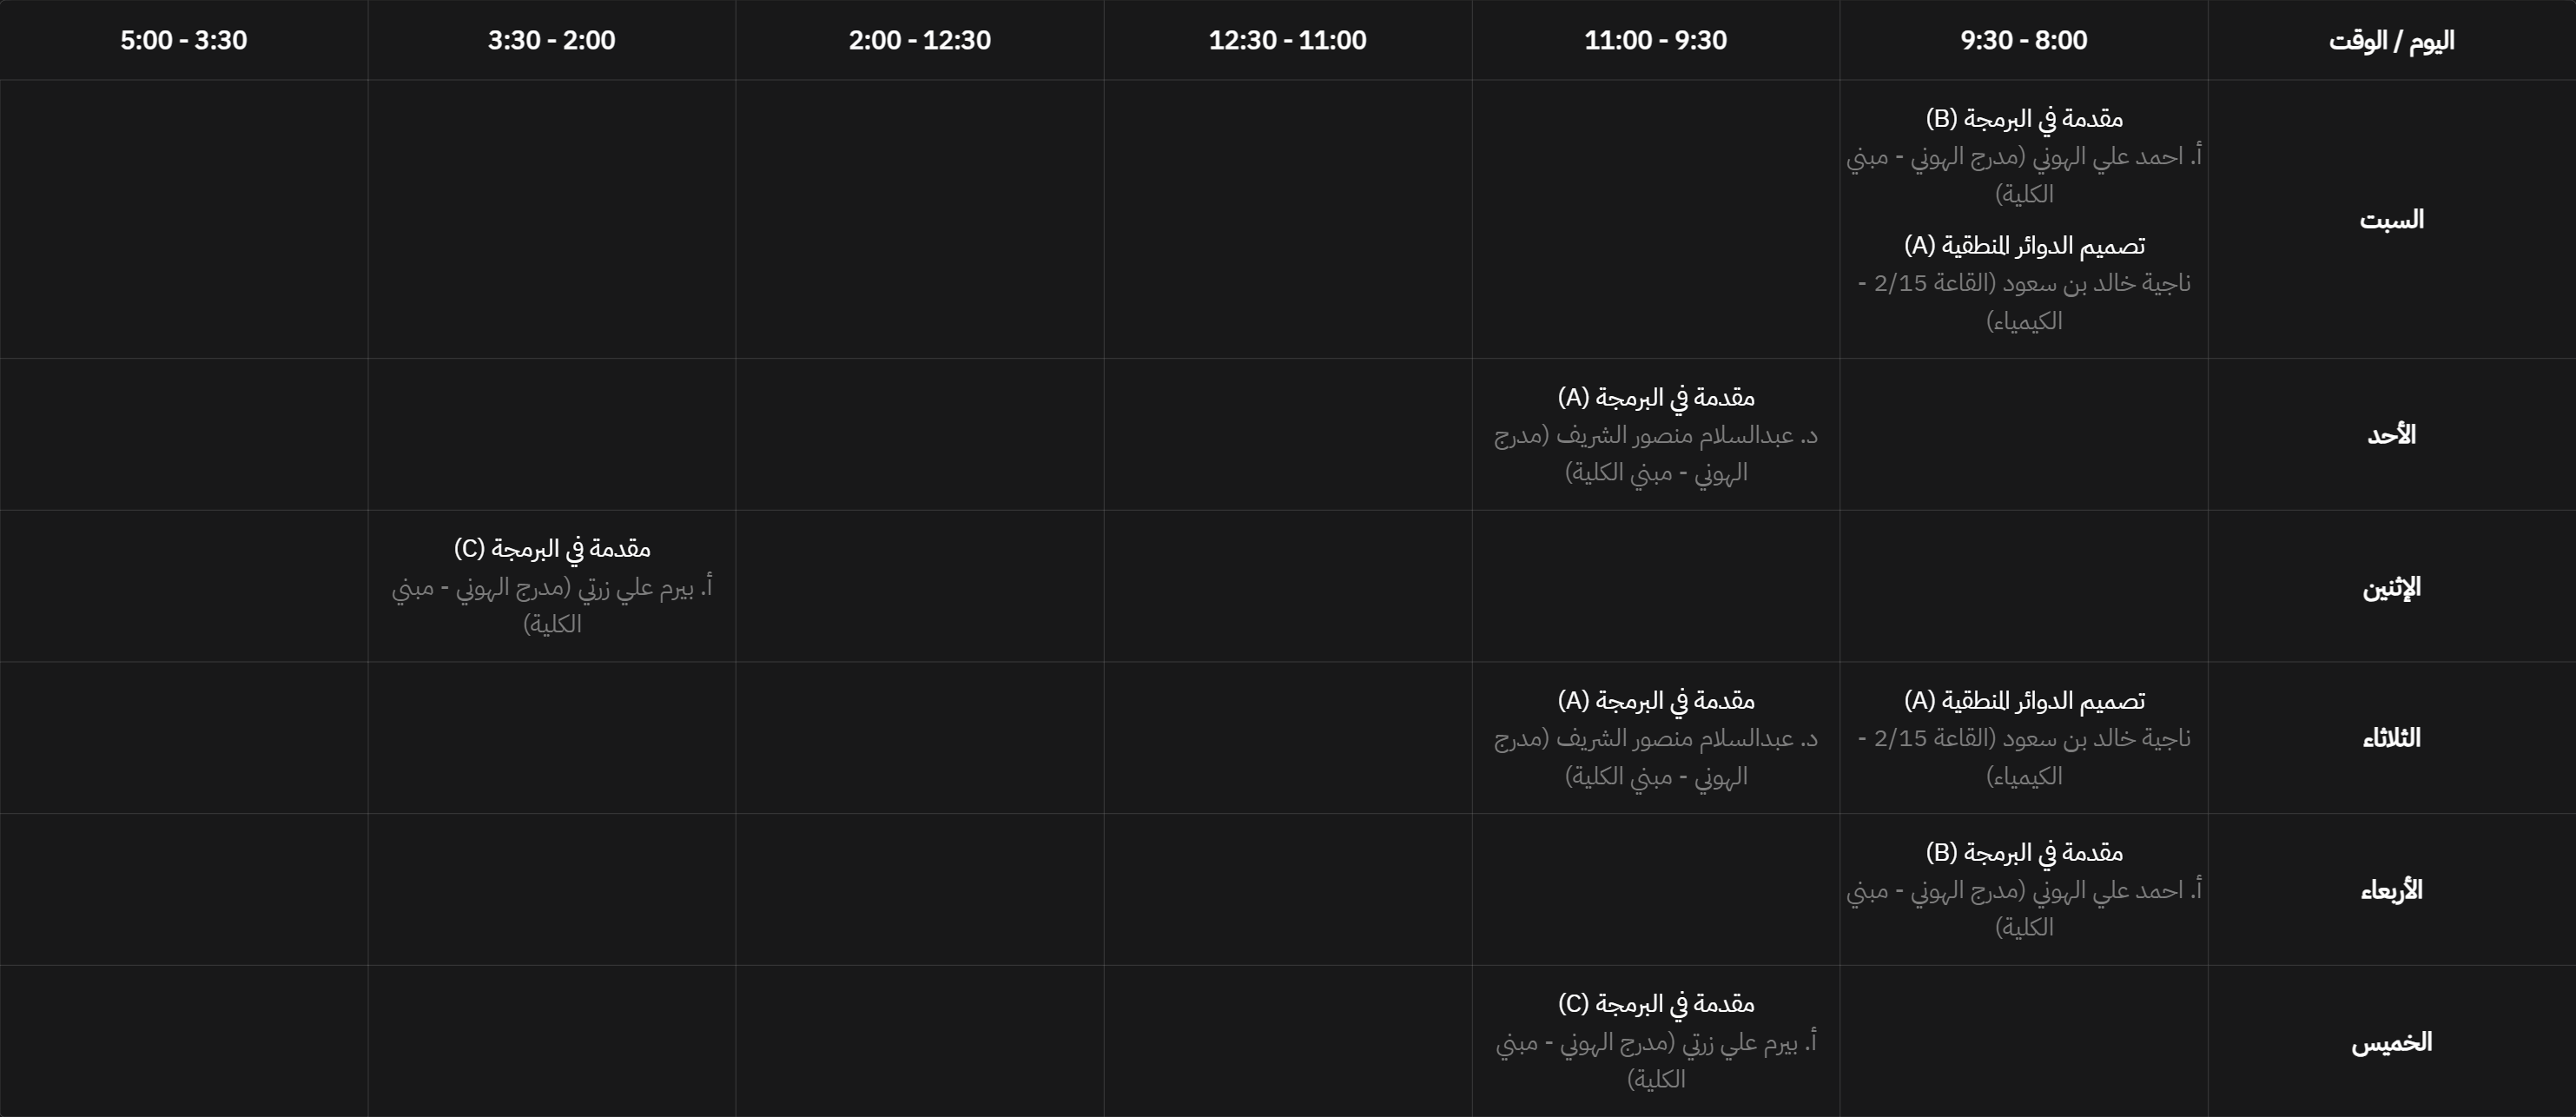 اليوم / الوقت
9:30 - 8:00
11:00 - 9:30
12:30 - 11:00
2:00 - 12:30
3:30 - 2:00
5:00 - 3:30
السبت
مقدمة في البرمجة (B)
أ. احمد علي الهوني (مدرج الهوني - مبني
الكلية)
تصميم الدوائر المنطقية (A)
ناجية خالد بن سعود (القاعة 2/15 -
الكيمياء)
الأحد
مقدمة في البرمجة (A)
د. عبدالسلام منصور الشريف (مدرج
الهوني - مبني الكلية)
الإثنين
مقدمة في البرمجة (C)
أ. بيرم علي زرتي (مدرج الهوني - مبني
الكلية)
الثلاثاء
تصميم الدوائر المنطقية (A)
ناجية خالد بن سعود (القاعة 2/15 -
الكيمياء)
مقدمة في البرمجة (A)
د. عبدالسلام منصور الشريف (مدرج
الهوني - مبني الكلية)
الأربعاء
مقدمة في البرمجة (B)
أ. احمد علي الهوني (مدرج الهوني - مبني
الكلية)
الخميس
مقدمة في البرمجة (C)
أ. بيرم علي زرتي (مدرج الهوني - مبني
الكلية)